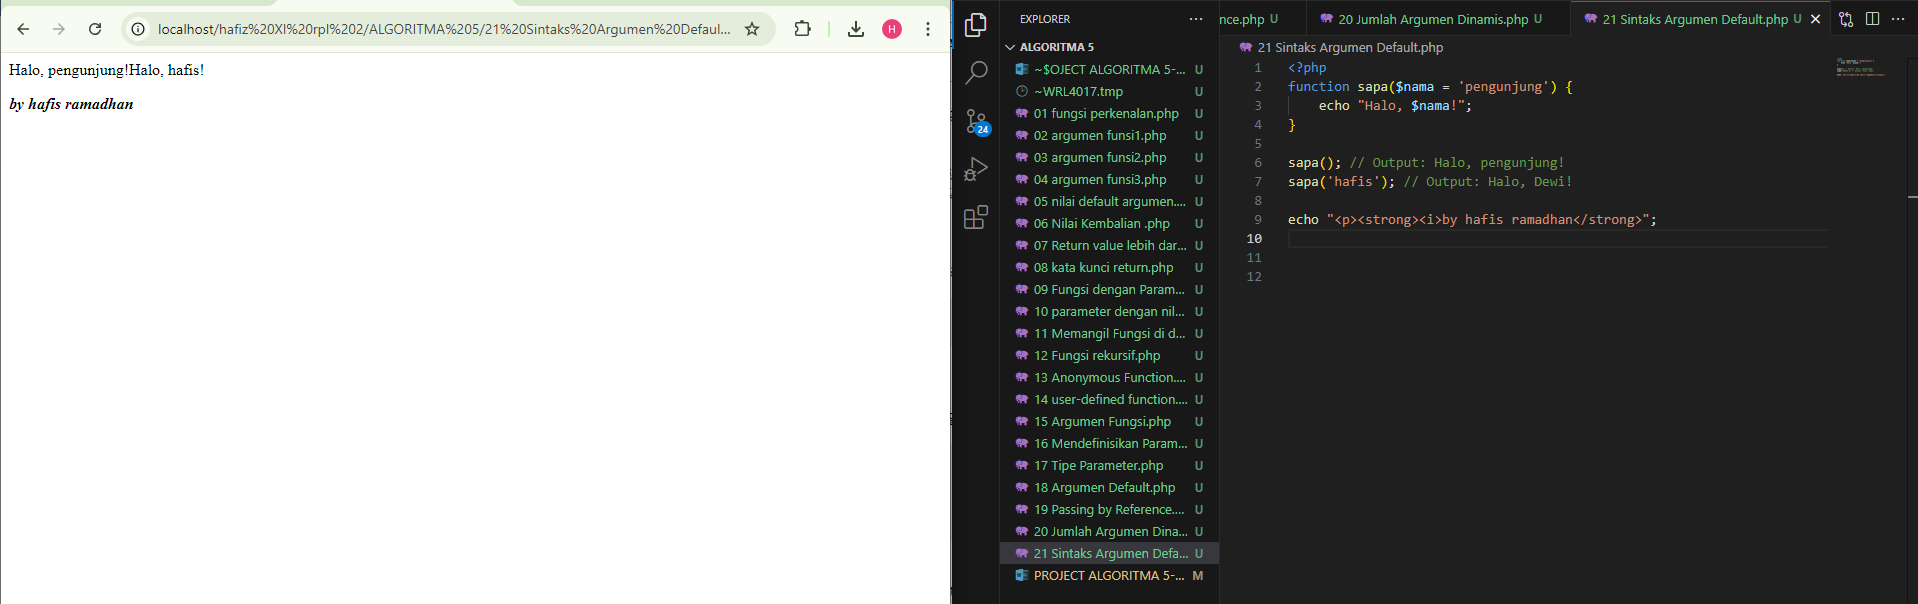 localhost/hafiz%20XI%20rpl%202/ALGORITMA%205/21%20Sintaks%20Argumen%20Defaul...
H
Halo, pengunjung!Halo, hafis!
by hafis ramadhan
24
EXPLORER
ALGORITMA 5
~$OJECT ALGORITMA 5-... U
~WRL4017.tmp U
01 fungsi perkenalan.php U
02 argumen funsi1.php U
03 argumen funsi2.php U
04 argumen funsi3.php U
05 nilai default argumen.... U
06 Nilai Kembalian .php U
07 Return value lebih dar... U
08 kata kunci return.php U
09 Fungsi dengan Param... U
10 parameter dengan nil... U
11 Memangil Fungsi di d... U
12 Fungsi rekursif.php U
13 Anonymous Function.... U
14 user-defined function.... U
15 Argumen Fungsi.php U
16 Mendefinisikan Param... U
17 Tipe Parameter.php U
18 Argumen Default.php U
19 Passing by Reference.... U
20 Jumlah Argumen Dina... U
21 Sintaks Argumen Defa... U
PROJECT ALGORITMA 5-... M
nce.php U
20 Jumlah Argumen Dinamis.php U
21 Sintaks Argumen Default.php U
21 Sintaks Argumen Default.php
1 <?php
2 function sapa($nama = 'pengunjung') {
3 echo "Halo, $nama!";
4 }
5
6 sapa(); // Output: Halo, pengunjung!
7 sapa('hafis'); // Output: Halo, Dewi!
8
9 echo "<p><strong><i>by hafis ramadhan</strong>";
10
11
12